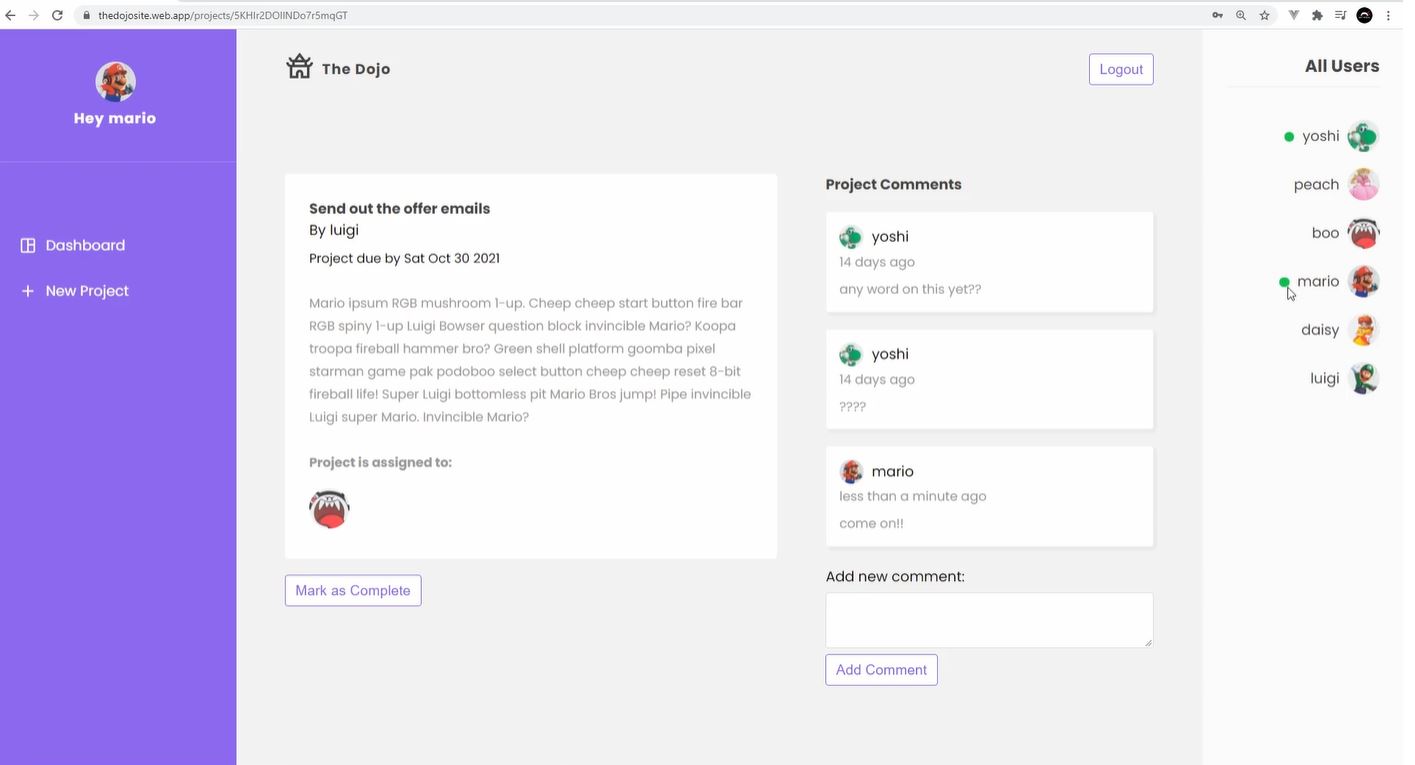 thedojosite.web.app/projects/5KHIr2DOIINDo7r5mqGT
Hey mario
Dashboard
New Project
The Dojo
Logout
Send out the offer emails
By luigi
Project due by Sat Oct 30 2021
Mario ipsum RGB mushroom 1-up. Cheep cheep start button fire bar
RGB spiny 1-up Luigi Bowser question block invincible Mario? Koopa
troopa fireball hammer bro? Green shell platform goomba pixel
starman game pak podoboo select button cheep cheep reset 8-bit
fireball life! Super Luigi bottomless pit Mario Bros jump! Pipe invincible
Luigi super Mario. Invincible Mario?
Project is assigned to:
Mark as Complete
Project Comments
yoshi
14 days ago
any word on this yet??
yoshi
14 days ago
????
mario
less than a minute ago
come on!!
Add new comment:
Add Comment
All Users
yoshi
peach
boo
mario
daisy
luigi